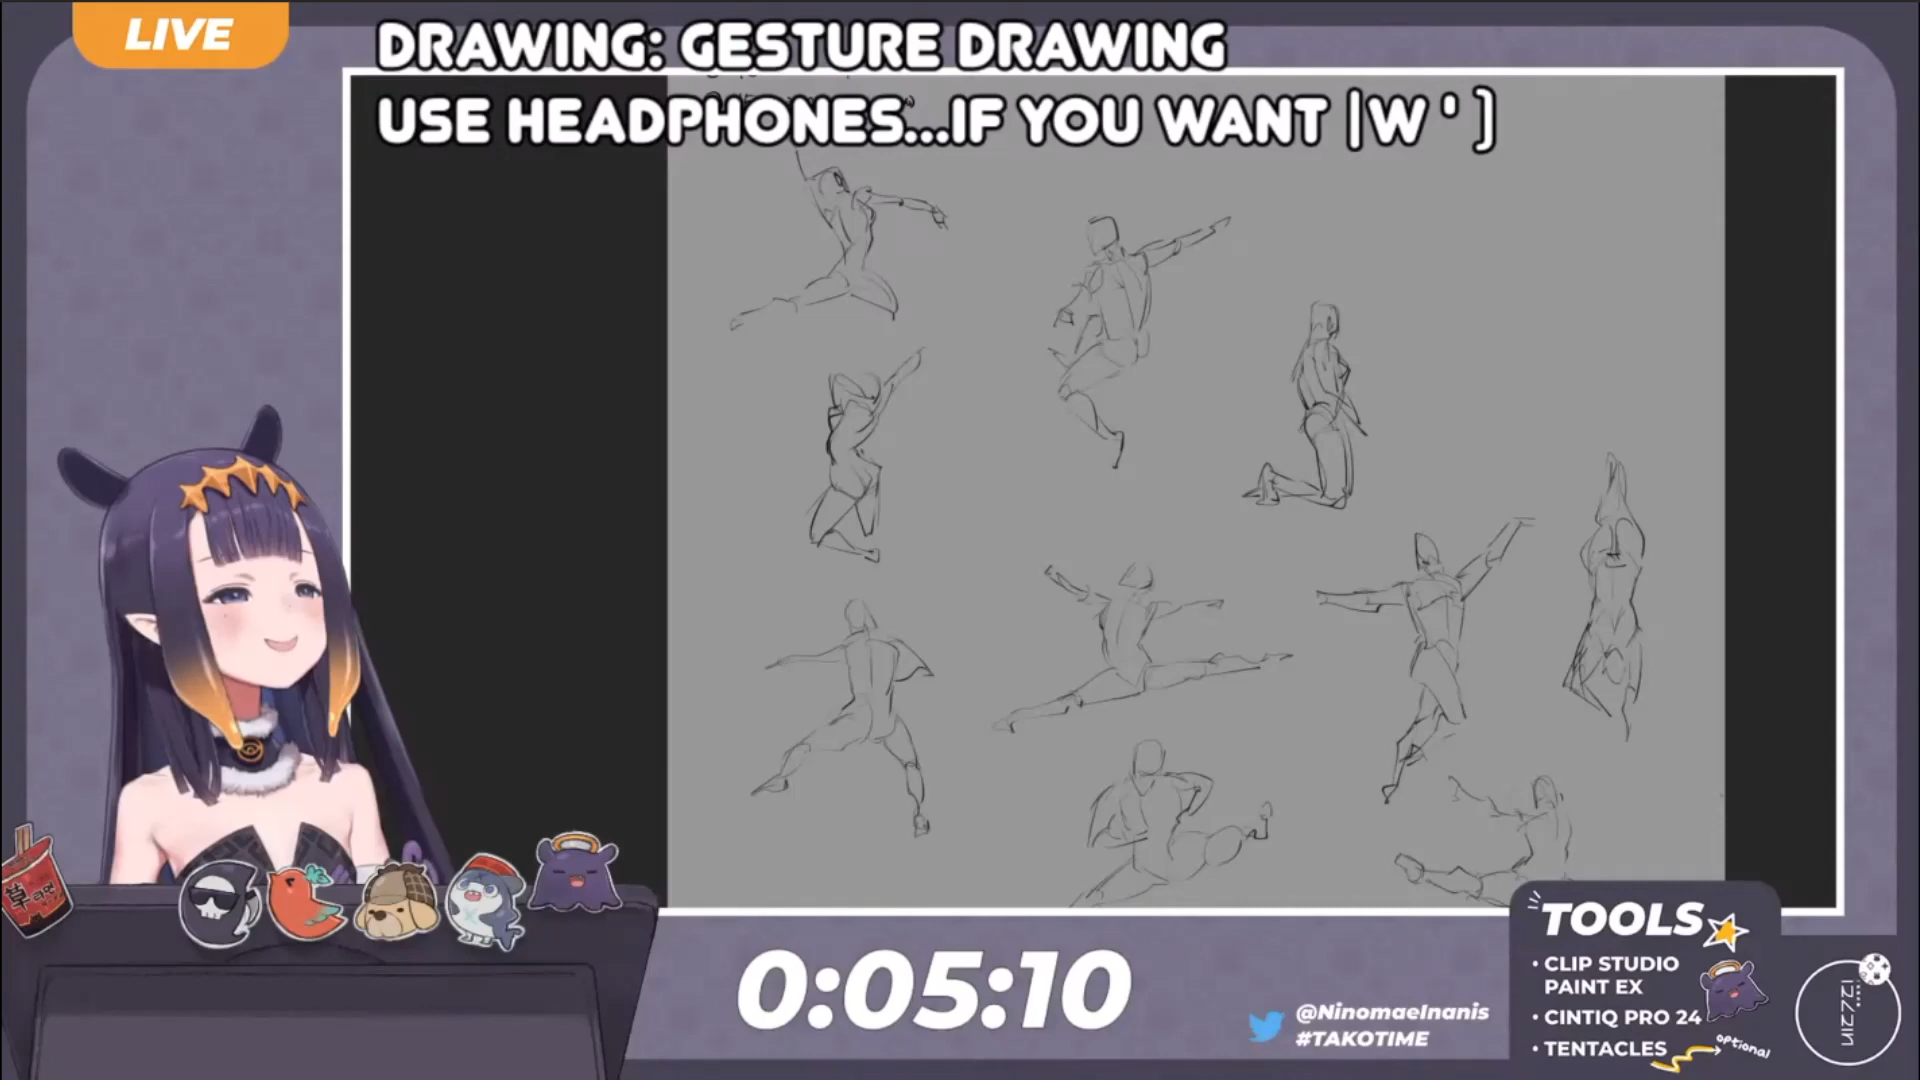 LIVE
DRAWING: GESTURE DRAWING
USE HEADPHONES...IF YOU WANT |W ' ]
草
0:05:10
@NinomaeInanis
#TAKOTIME
TOOLS
• CLIP STUDIO
PAINT EX
• CINTIQ PRO 24
• TENTACLES
optional